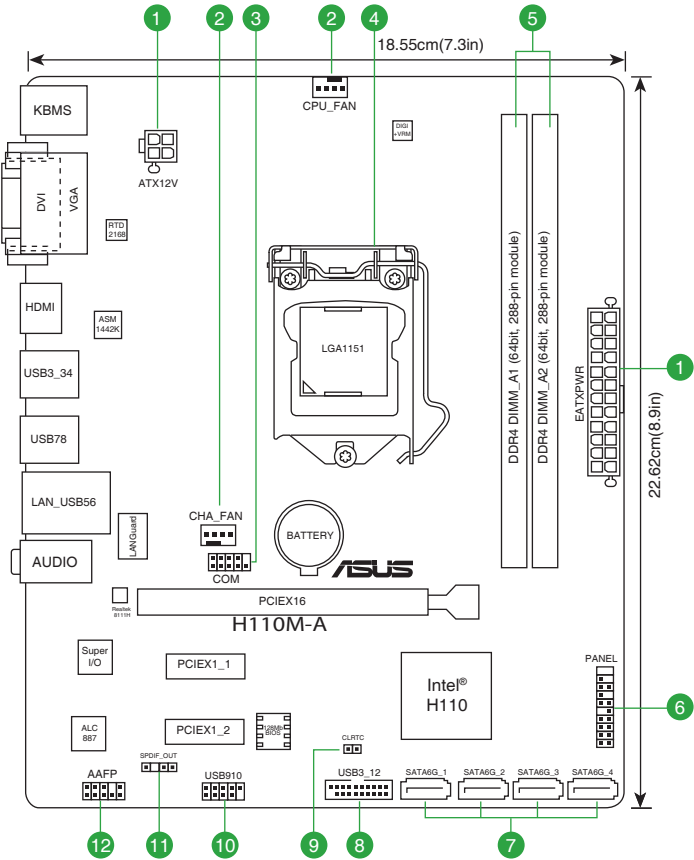 1
2
3
2
4
5
18.55cm(7.3in)
KBMS
CPU_FAN
DIGI
+VRM
ATX12V
DVI
VGA
RTD
2168
HDMI
ASM
1442K
LGA1151
DDR4 DIMM_A1 (64bit, 288-pin module)
DDR4 DIMM_A2 (64bit, 288-pin module)
EATXPWR
1
22.62cm(8.9in)
USB3_34
USB78
LAN_USB56
LANGuard
CHA_FAN
BATTERY
AUDIO
COM
ASUS
Realtek
8111H
PCIEX16
H110M-A
Super
I/O
PCIEX1_1
Intel®
H110
PANEL
6
ALC
887
PCIEX1_2
128Mb
BIOS
CLRTC
SPDIF_OUT
AAFP
USB910
USB3_12
SATA6G_1
SATA6G_2
SATA6G_3
SATA6G_4
12
11
10
9
8
7